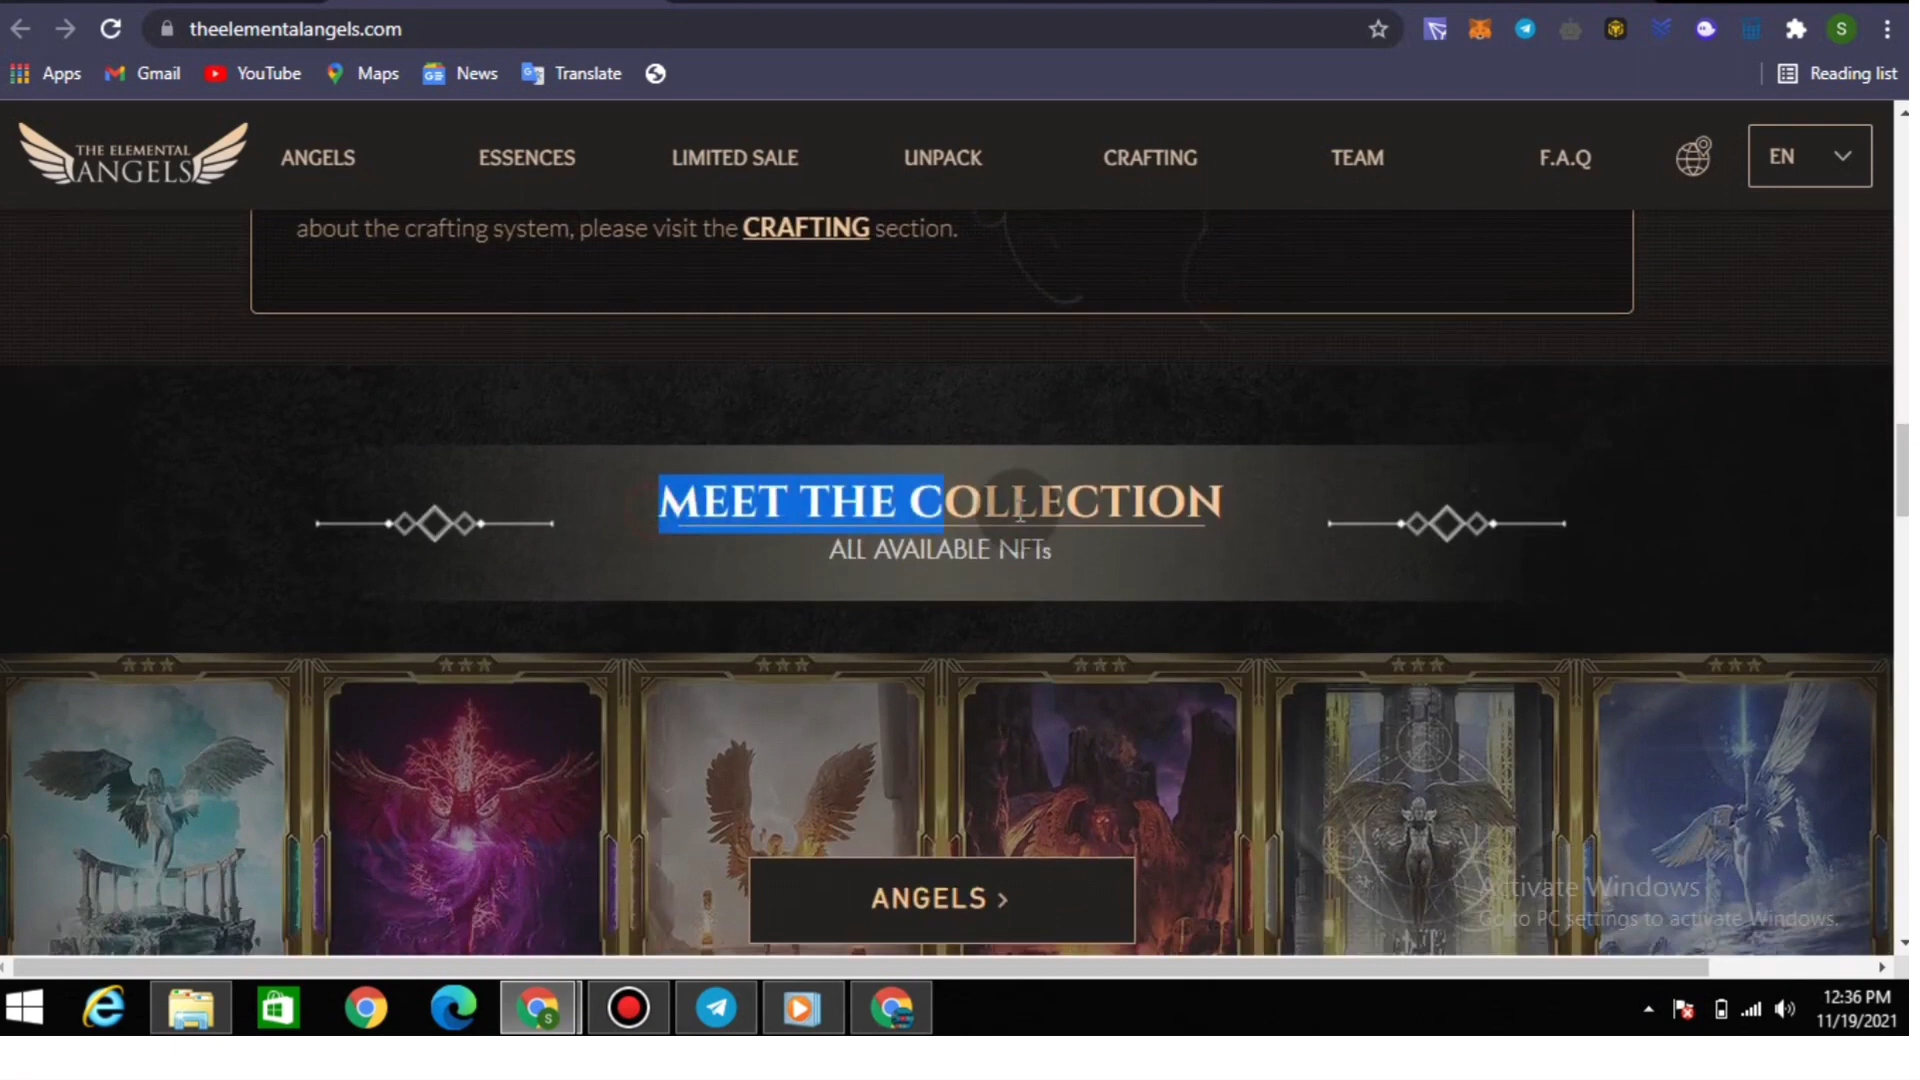 theelementalangels.com
S
Apps
Gmail
YouTube
Maps
News
Translate
Reading list
THE ELEMENTAL
ANGELS
ANGELS
ESSENCES
LIMITED SALE
UNPACK
CRAFTING
TEAM
F.A.Q
EN
about the crafting system, please visit the CRAFTING section.
MEET THE COLLECTION
ALL AVAILABLE NFTs
ANGELS >
Activate Windows
Go to PC settings to activate Windows.
S
12:36 PM
11/19/2021